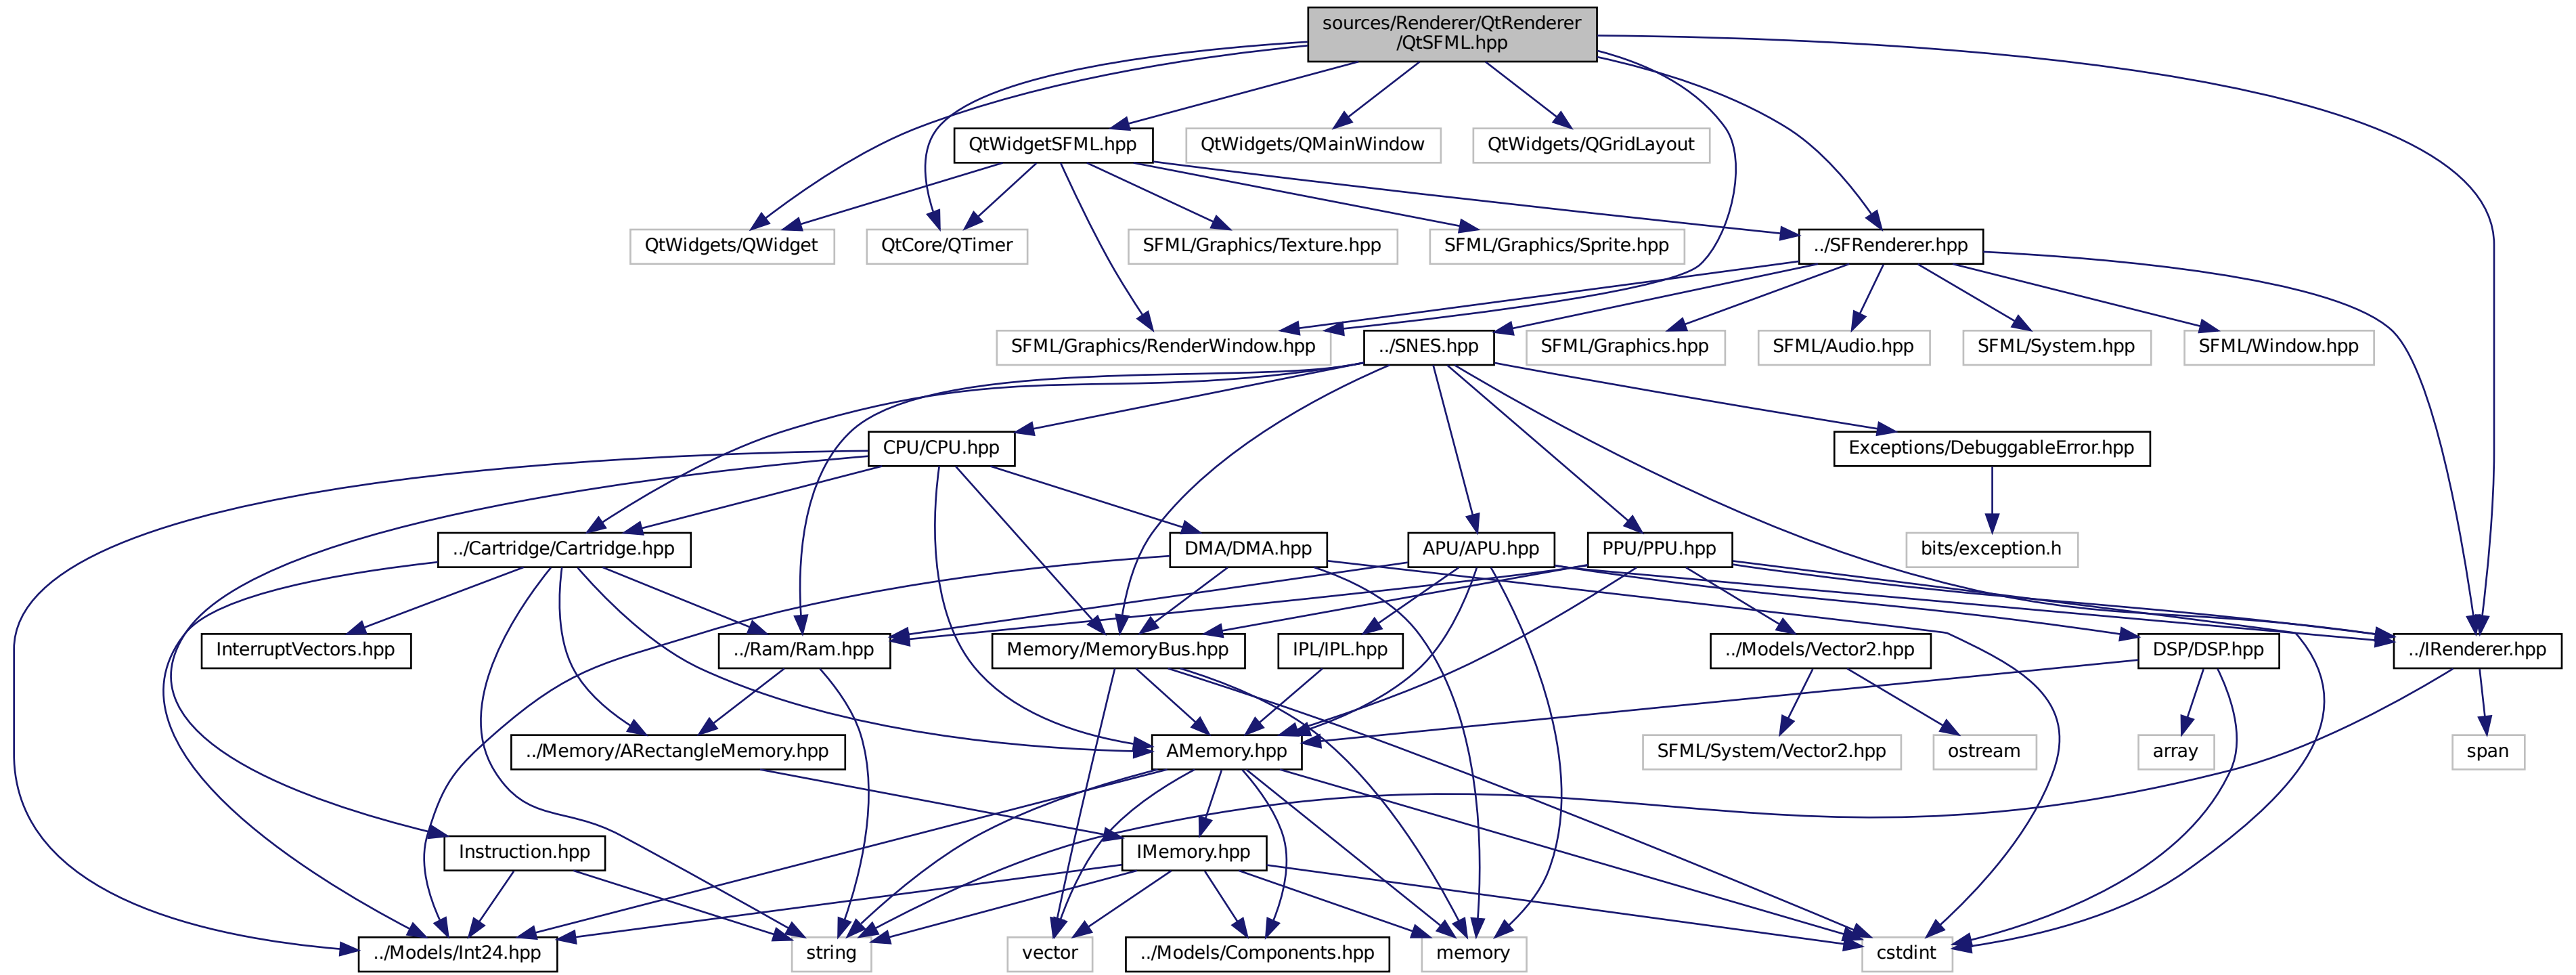 sources/Renderer/QtRenderer
/QtSFML.hpp
QtWidgetSFML.hpp
QtWidgets/QMainWindow
QtWidgets/QGridLayout
QtWidgets/QWidget
QtCore/QTimer
SFML/Graphics/Texture.hpp
SFML/Graphics/Sprite.hpp
../SFRenderer.hpp
SFML/Graphics/RenderWindow.hpp
../SNES.hpp
SFML/Graphics.hpp
SFML/Audio.hpp
SFML/System.hpp
SFML/Window.hpp
CPU/CPU.hpp
Exceptions/DebuggableError.hpp
../Cartridge/Cartridge.hpp
DMA/DMA.hpp
APU/APU.hpp
PPU/PPU.hpp
bits/exception.h
InterruptVectors.hpp
../Ram/Ram.hpp
Memory/MemoryBus.hpp
IPL/IPL.hpp
../Models/Vector2.hpp
DSP/DSP.hpp
../IRenderer.hpp
../Memory/ARectangleMemory.hpp
AMemory.hpp
SFML/System/Vector2.hpp
ostream
array
span
Instruction.hpp
IMemory.hpp
../Models/Int24.hpp
string
vector
../Models/Components.hpp
memory
cstdint